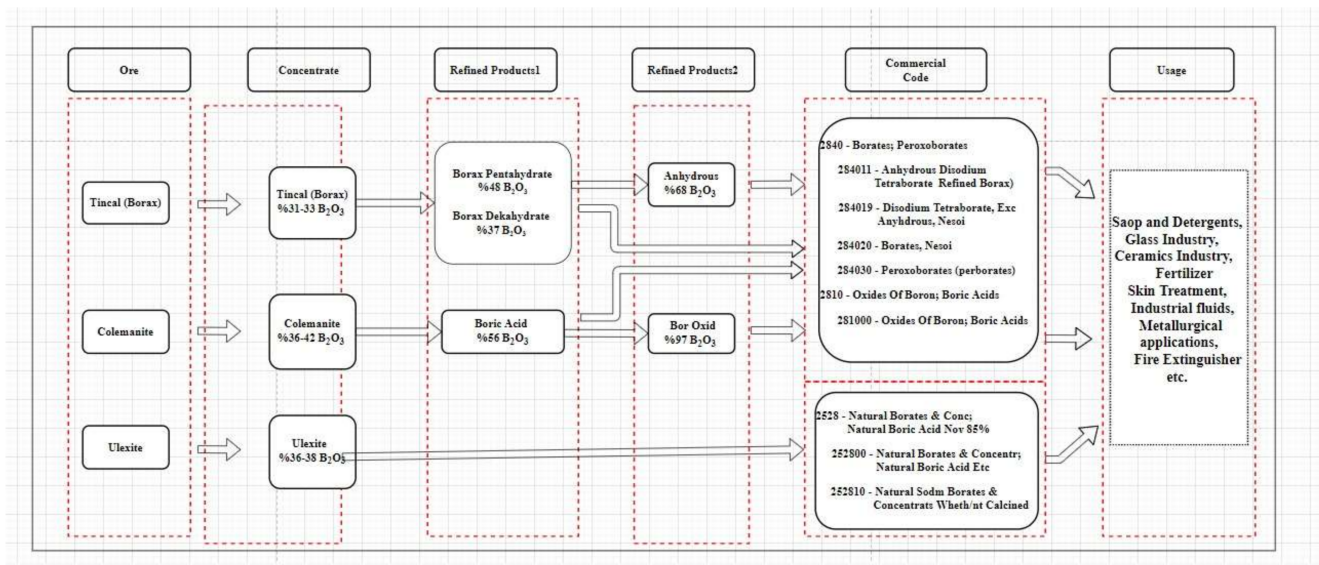 Ore
Concentrate
Refined Products1
Refined Products2
Commercial
Code
Usage
Tincal (Borax)
Colemanite
Ulexite
Tincal (Borax)
%31-33 B₂O₃
Colemanite
%36-42 B₂O₃
Ulexite
%36-38 B₂O₃
Borax Pentahydrate
%48 B₂O₃
Borax Dekahydrate
%37 B₂O₃
Boric Acid
%56 B₂O₃
Anhydrous
%68 B₂O₃
Bor Oxid
%97 B₂O₃
2840 - Borates; Peroxoborates
284011 - Anhydrous Disodium
Tetraborate Refined Borax)
284019 - Disodium Tetraborate, Exc
Anyhdrous, Nesoi
284020 - Borates, Nesoi
284030 - Peroxoborates (perborates)
2810 - Oxides Of Boron; Boric Acids
281000 - Oxides Of Boron; Boric Acids
2528 - Natural Borates & Conc;
Natural Boric Acid Nov 85%
252800 - Natural Borates & Concentr;
Natural Boric Acid Etc
252810 - Natural Sodm Borates &
Concentrats Wheth/nt Calcined
Saop and Detergents,
Glass Industry,
Ceramics Industry,
Fertilizer
Skin Treatment,
Industrial fluids,
Metallurgical
applications,
Fire Extinguisher
etc.